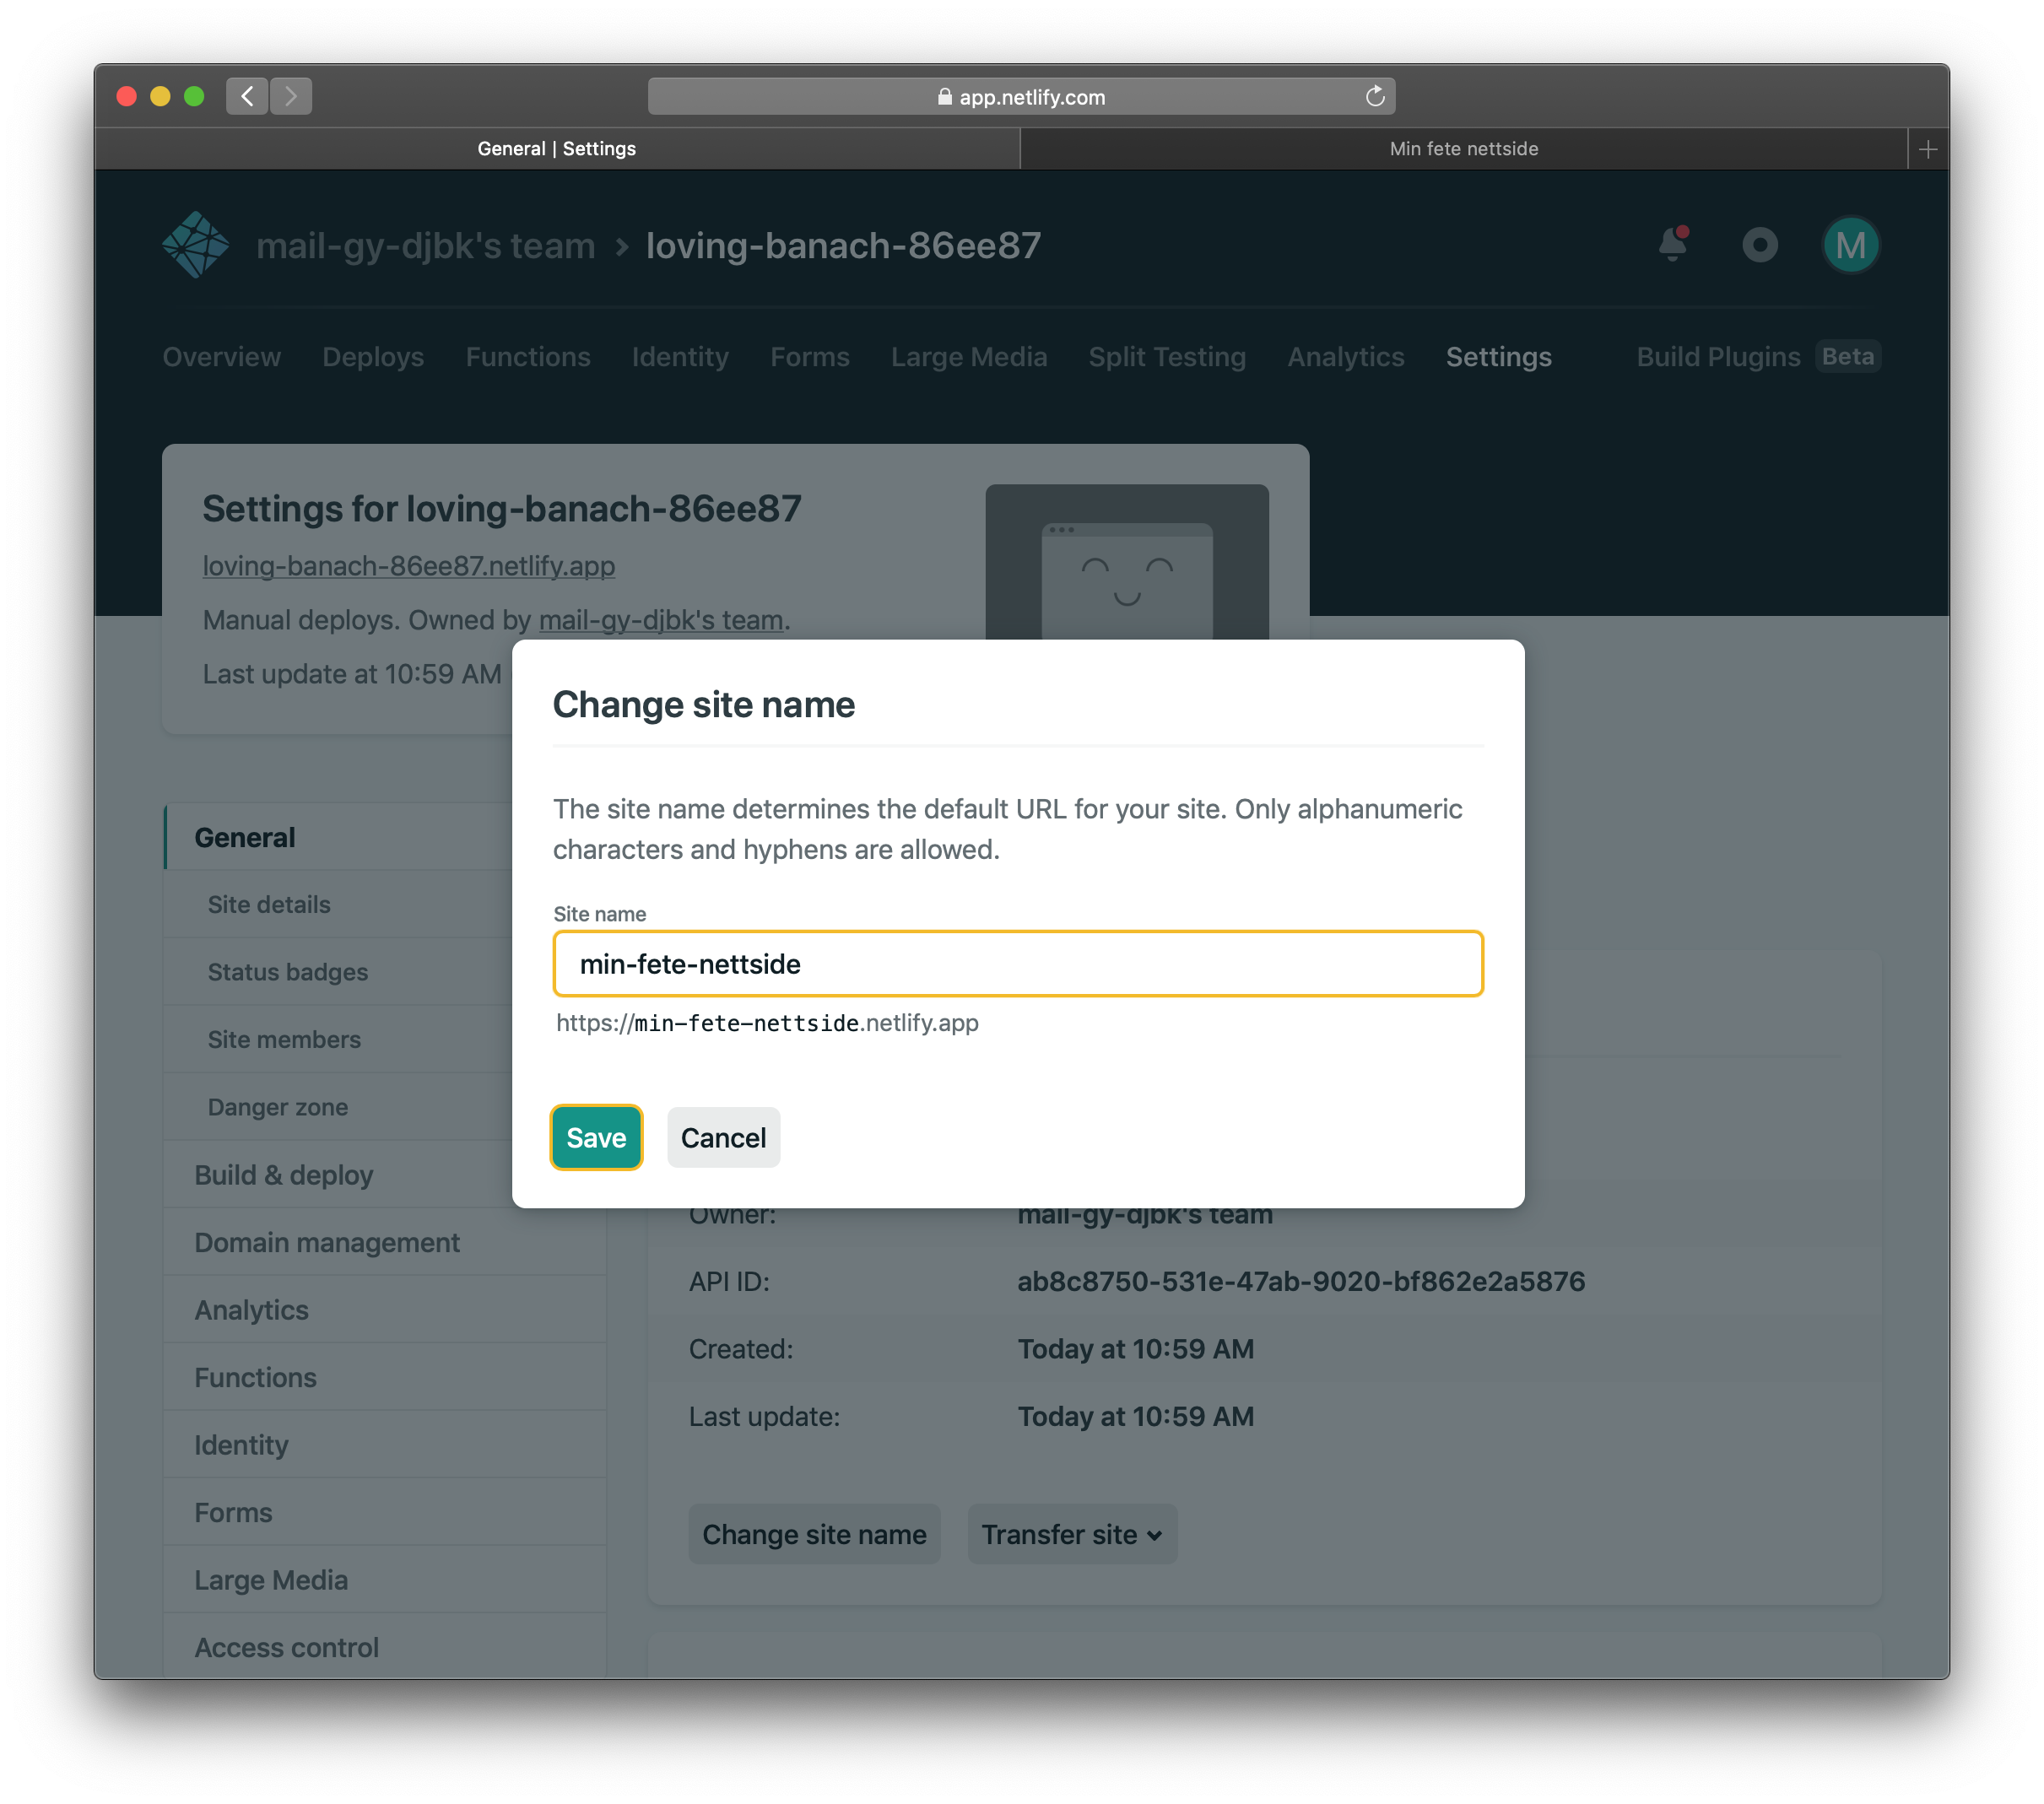 app.netlify.com
General | Settings
Min fete nettside
mail-gy-djbk's team > loving-banach-86ee87
M
Overview Deploys Functions Identity Forms Large Media Split Testing Analytics Settings Build Plugins Beta
Settings for loving-banach-86ee87
loving-banach-86ee87.netlify.app
Manual deploys. Owned by mail-gy-djbk's team.
Last update at 10:59 AM
Change site name
The site name determines the default URL for your site. Only alphanumeric
characters and hyphens are allowed.
Site name
min-fete-nettside
https://min-fete-nettside.netlify.app
Save Cancel
General
Site details
Status badges
Site members
Danger zone
Build & deploy
Domain management
Analytics
Functions
Identity
Forms
Large Media
Access control
Owner: mail-gy-djbk's team
API ID: ab8c8750-531e-47ab-9020-bf862e2a5876
Created: Today at 10:59 AM
Last update: Today at 10:59 AM
Change site name Transfer site